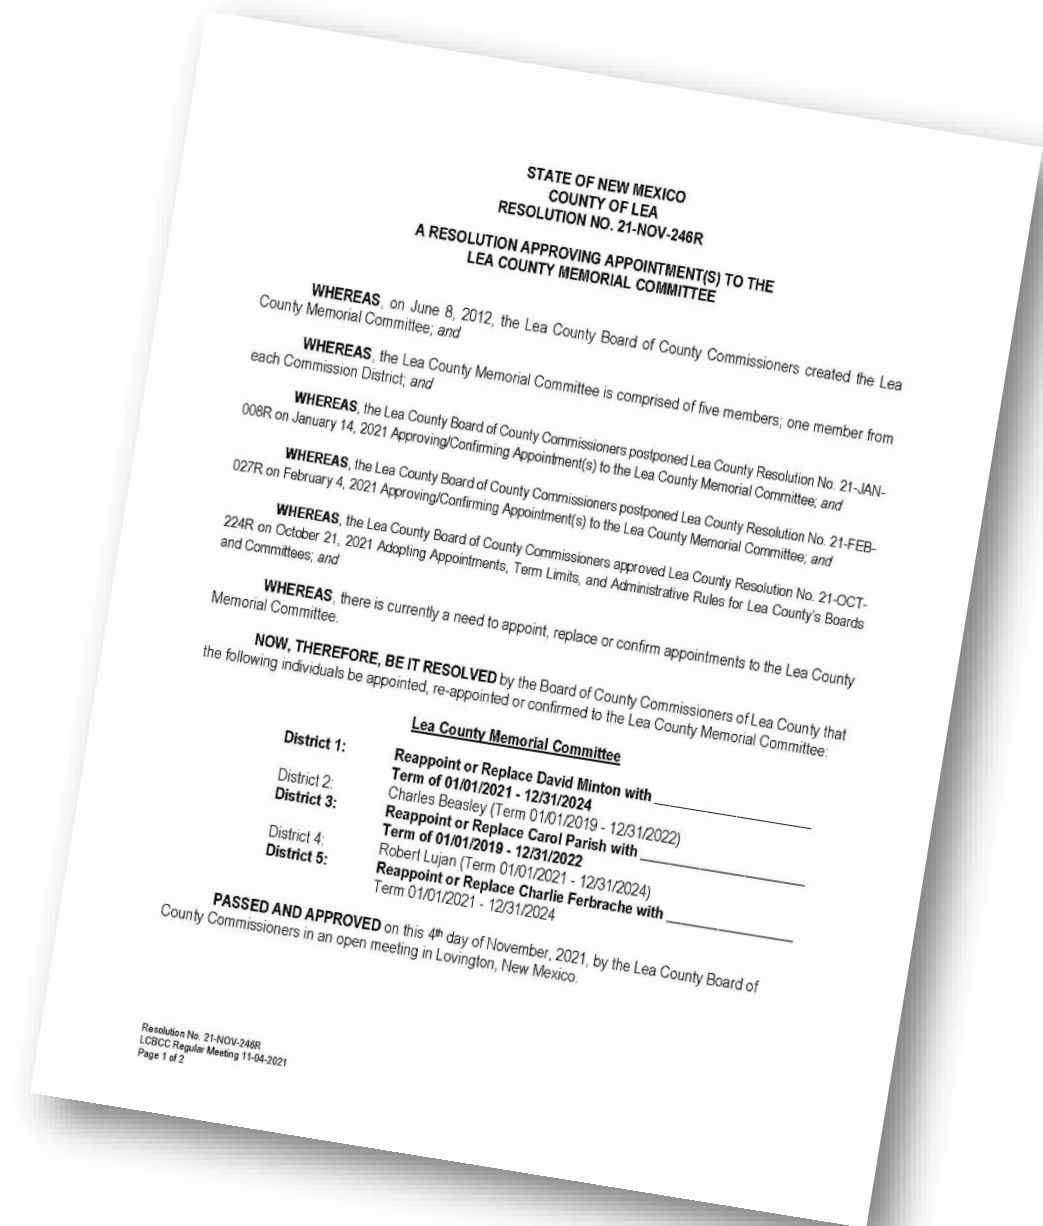 STATE OF NEW MEXICO
COUNTY OF LEA
RESOLUTION NO. 21-NOV-246R
A RESOLUTION APPROVING APPOINTMENT(S) TO THE
LEA COUNTY MEMORIAL COMMITTEE
WHEREAS, on June 8, 2012, the Lea County Board of County Commissioners created the Lea
County Memorial Committee; and
WHEREAS, the Lea County Memorial Committee is comprised of five members; one member from
each Commission District; and
WHEREAS, the Lea County Board of County Commissioners postponed Lea County Resolution No. 21-JAN-
008R on January 14, 2021 Approving/Confirming Appointment(s) to the Lea County Memorial Committee; and
WHEREAS, the Lea County Board of County Commissioners postponed Lea County Resolution No. 21-FEB-
027R on February 4, 2021 Approving/Confirming Appointment(s) to the Lea County Memorial Committee; and
WHEREAS, the Lea County Board of County Commissioners approved Lea County Resolution No. 21-OCT-
224R on October 21, 2021 Adopting Appointments, Term Limits, and Administrative Rules for Lea County's Boards
and Committees; and
WHEREAS, there is currently a need to appoint, replace or confirm appointments to the Lea County
Memorial Committee.
NOW, THEREFORE, BE IT RESOLVED by the Board of County Commissioners of Lea County that
the following individuals be appointed, re-appointed or confirmed to the Lea County Memorial Committee:
Lea County Memorial Committee
District 1: Reappoint or Replace David Minton with ____________________
Term of 01/01/2021 - 12/31/2024
District 2: Charles Beasley (Term 01/01/2019 - 12/31/2022)
District 3: Reappoint or Replace Carol Parish with ____________________
Term of 01/01/2019 - 12/31/2022
District 4: Robert Lujan (Term 01/01/2021 - 12/31/2024)
District 5: Reappoint or Replace Charlie Ferbrache with ________________
Term 01/01/2021 - 12/31/2024
PASSED AND APPROVED on this 4th day of November, 2021, by the Lea County Board of
County Commissioners in an open meeting in Lovington, New Mexico.
Resolution No. 21-NOV-246R
LCBCC Regular Meeting 11-04-2021
Page 1 of 2